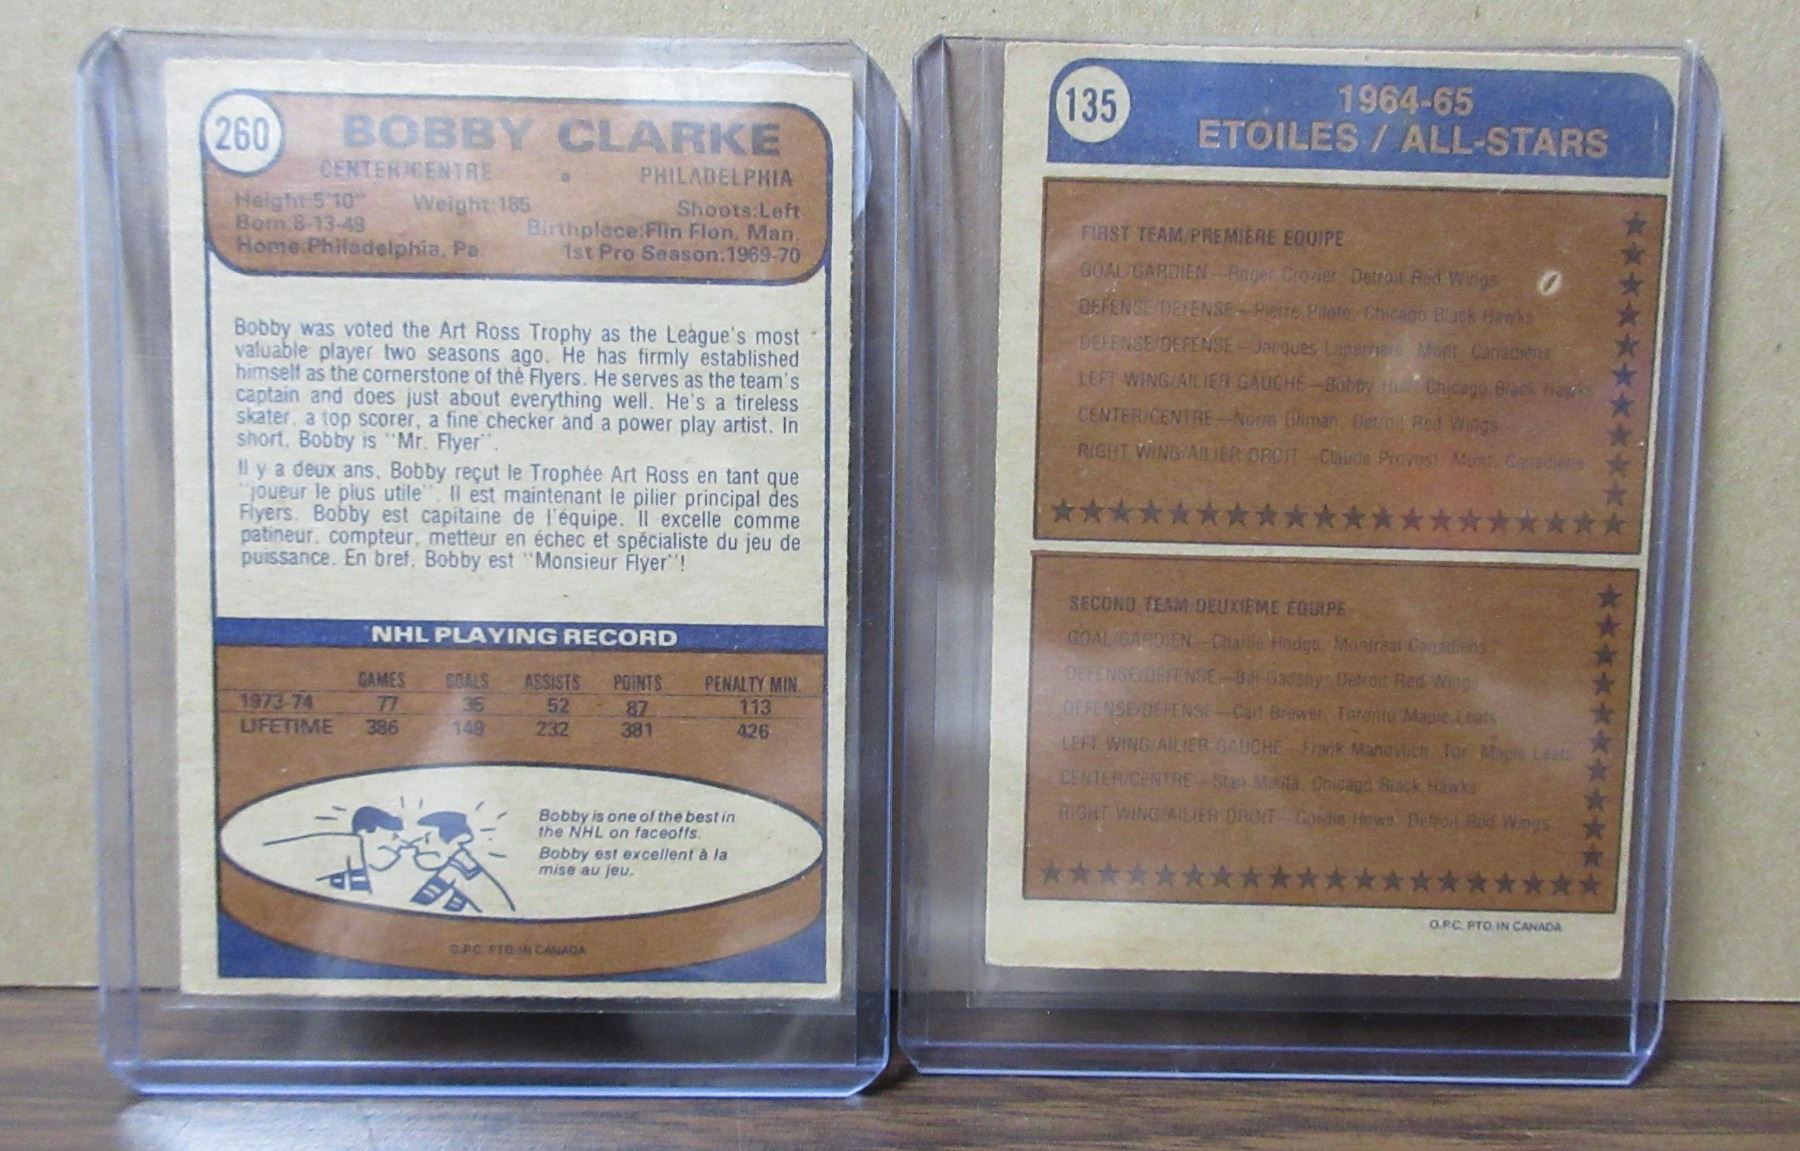 260
BOBBY CLARKE
CENTER/CENTRE • PHILADELPHIA
Height:5'10" Weight:185 Shoots:Left
Born:8-13-49 Birthplace:Flin Flon, Man.
Home:Philadelphia, Pa 1st Pro Season:1969-70
Bobby was voted the Art Ross Trophy as the League's most
valuable player two seasons ago. He has firmly established
himself as the cornerstone of the Flyers. He serves as the team's
captain and does just about everything well. He's a tireless
skater, a top scorer, a fine checker and a power play artist. In
short, Bobby is "Mr. Flyer".
Il y a deux ans, Bobby reçut le Trophée Art Ross en tant que
"joueur le plus utile". Il est maintenant le pilier principal des
Flyers. Bobby est capitaine de l'équipe. Il excelle comme
patineur, compteur, metteur en échec et spécialiste du jeu de
puissance. En bref, Bobby est "Monsieur Flyer"!
NHL PLAYING RECORD
GAMES GOALS ASSISTS POINTS PENALTY MIN.
1973-74 77 35 52 87 113
LIFETIME 386 149 232 381 426
Bobby is one of the best in
the NHL on faceoffs.
Bobby est excellent à la
mise au jeu.
O.P.C. PTD. IN CANADA
135
1964-65
ETOILES / ALL-STARS
FIRST TEAM/PREMIÈRE EQUIPE
GOAL/GARDIEN—Roger Crozier, Detroit Red Wings
DEFENSE/DEFENSE—Pierre Pilote, Chicago Black Hawks
DEFENSE/DEFENSE—Jacques Laperriere, Mont. Canadiens
LEFT WING/AILIER GAUCHE—Bobby Hull, Chicago Black Hawks
CENTER/CENTRE—Norm Ullman, Detroit Red Wings
RIGHT WING/AILIER DROIT—Claude Provost, Mont. Canadiens
SECOND TEAM/DEUXIÈME EQUIPE
GOAL/GARDIEN—Charlie Hodge, Montreal Canadiens
DEFENSE/DEFENSE—Bill Gadsby, Detroit Red Wings
DEFENSE/DEFENSE—Carl Brewer, Toronto Maple Leafs
LEFT WING/AILIER GAUCHE—Frank Mahovlich, Tor. Maple Leafs
CENTER/CENTRE—Stan Mikita, Chicago Black Hawks
RIGHT WING/AILIER DROIT—Gordie Howe, Detroit Red Wings
O.P.C. PTD. IN CANADA